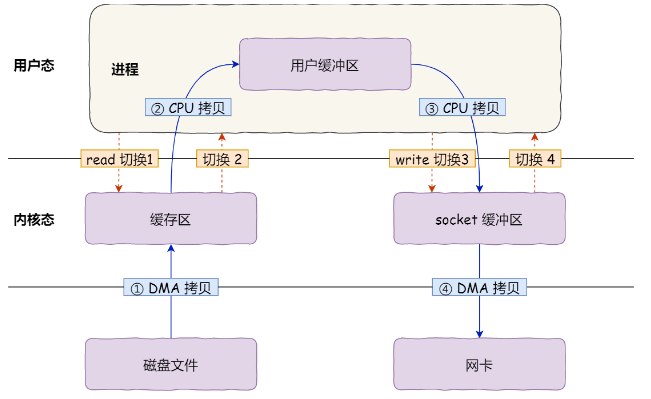 用户态
进程
用户缓冲区
② CPU 拷贝
③ CPU 拷贝
read 切换1
切换 2
write 切换3
切换 4
内核态
缓存区
socket 缓冲区
① DMA 拷贝
④ DMA 拷贝
磁盘文件
网卡